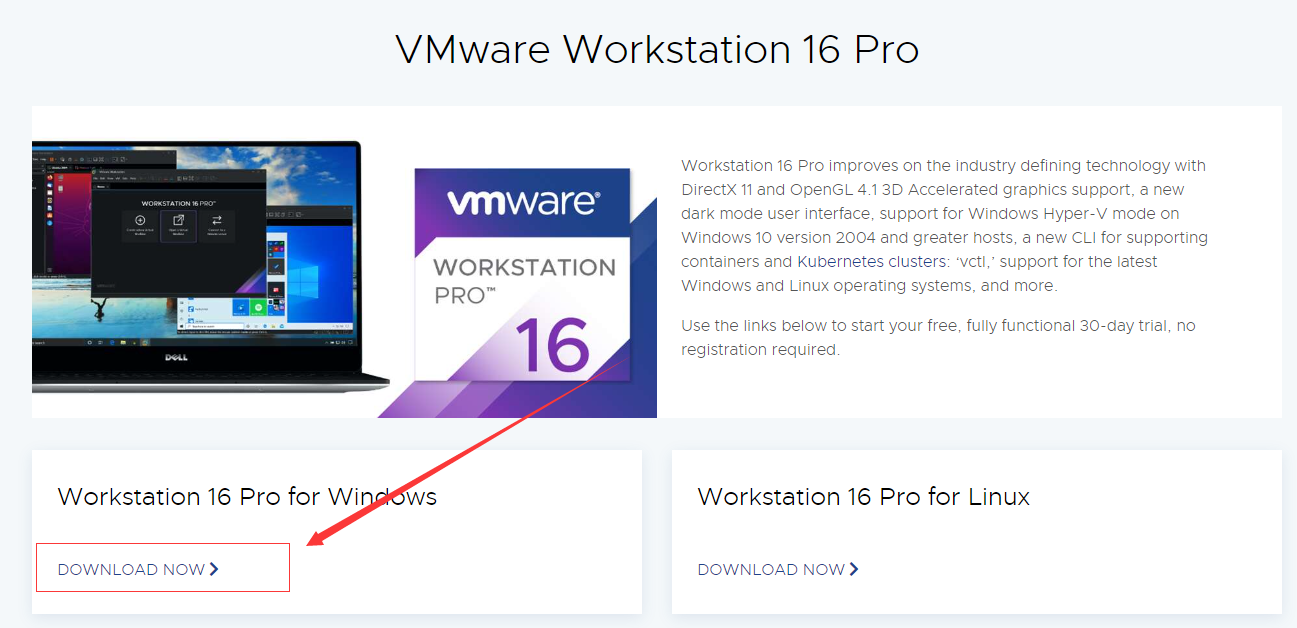 VMware Workstation 16 Pro
WORKSTATION 16 PRO™
DELL
vmware®
WORKSTATION
PRO™
16
Workstation 16 Pro improves on the industry defining technology with
DirectX 11 and OpenGL 4.1 3D Accelerated graphics support, a new
dark mode user interface, support for Windows Hyper-V mode on
Windows 10 version 2004 and greater hosts, a new CLI for supporting
containers and Kubernetes clusters: ‘vctl,’ support for the latest
Windows and Linux operating systems, and more.
Use the links below to start your free, fully functional 30-day trial, no
registration required.
Workstation 16 Pro for Windows
DOWNLOAD NOW
Workstation 16 Pro for Linux
DOWNLOAD NOW